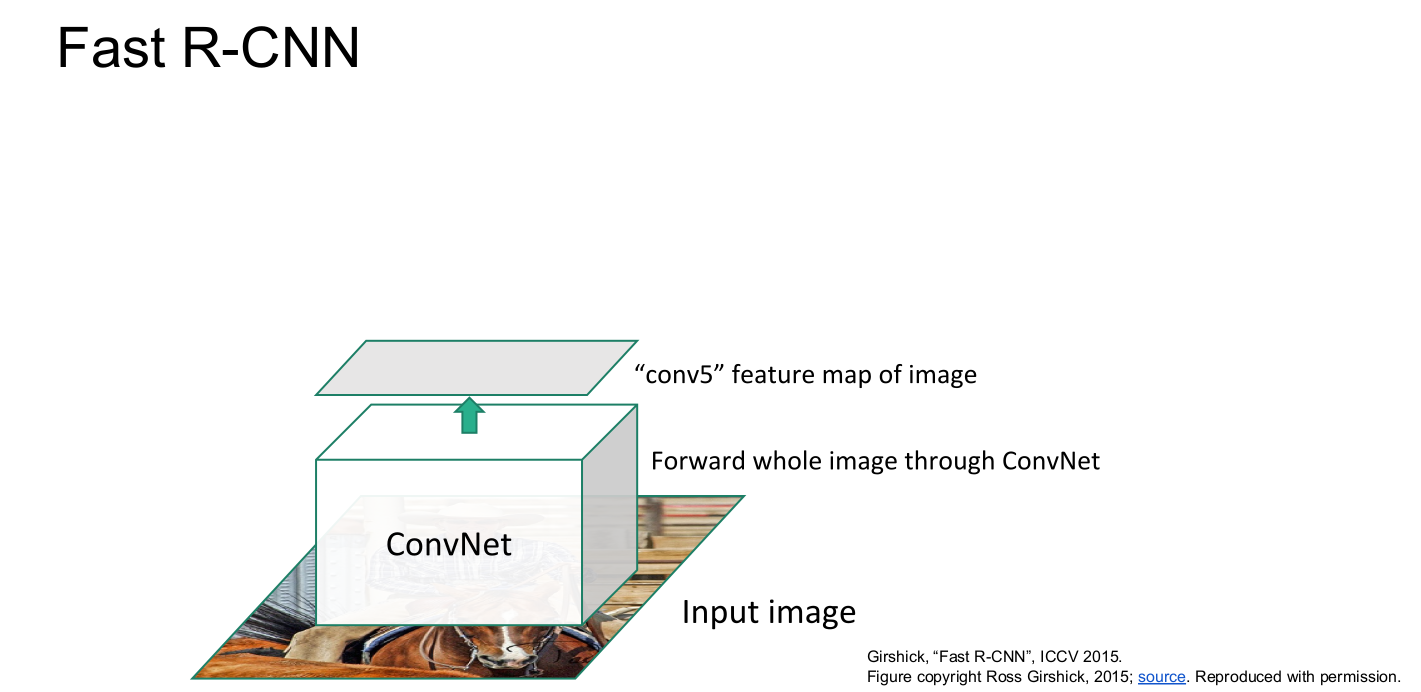 Fast R-CNN
“conv5” feature map of image
Forward whole image through ConvNet
ConvNet
Input image
Girshick, “Fast R-CNN”, ICCV 2015.
Figure copyright Ross Girshick, 2015; source. Reproduced with permission.